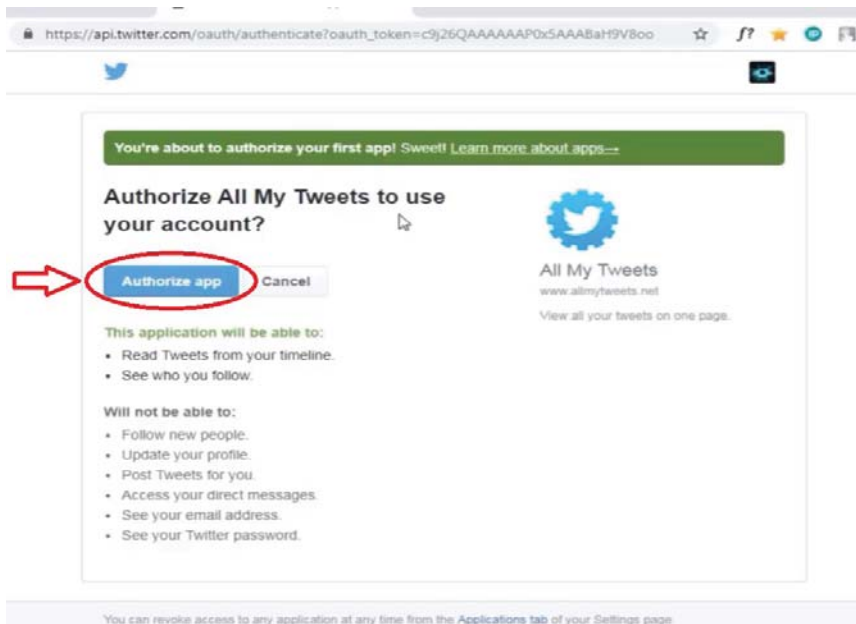 https://api.twitter.com/oauth/authenticate?oauth_token=c9j26QAAAAAAP0x5AAABaH9V8oo
f?
You're about to authorize your first app! Sweet! Learn more about apps→
Authorize All My Tweets to use
your account?
Authorize app
Cancel
All My Tweets
www.allmytweets.net
View all your tweets on one page.
This application will be able to:
• Read Tweets from your timeline.
• See who you follow.
Will not be able to:
• Follow new people.
• Update your profile.
• Post Tweets for you.
• Access your direct messages.
• See your email address.
• See your Twitter password.
You can revoke access to any application at any time from the Applications tab of your Settings page